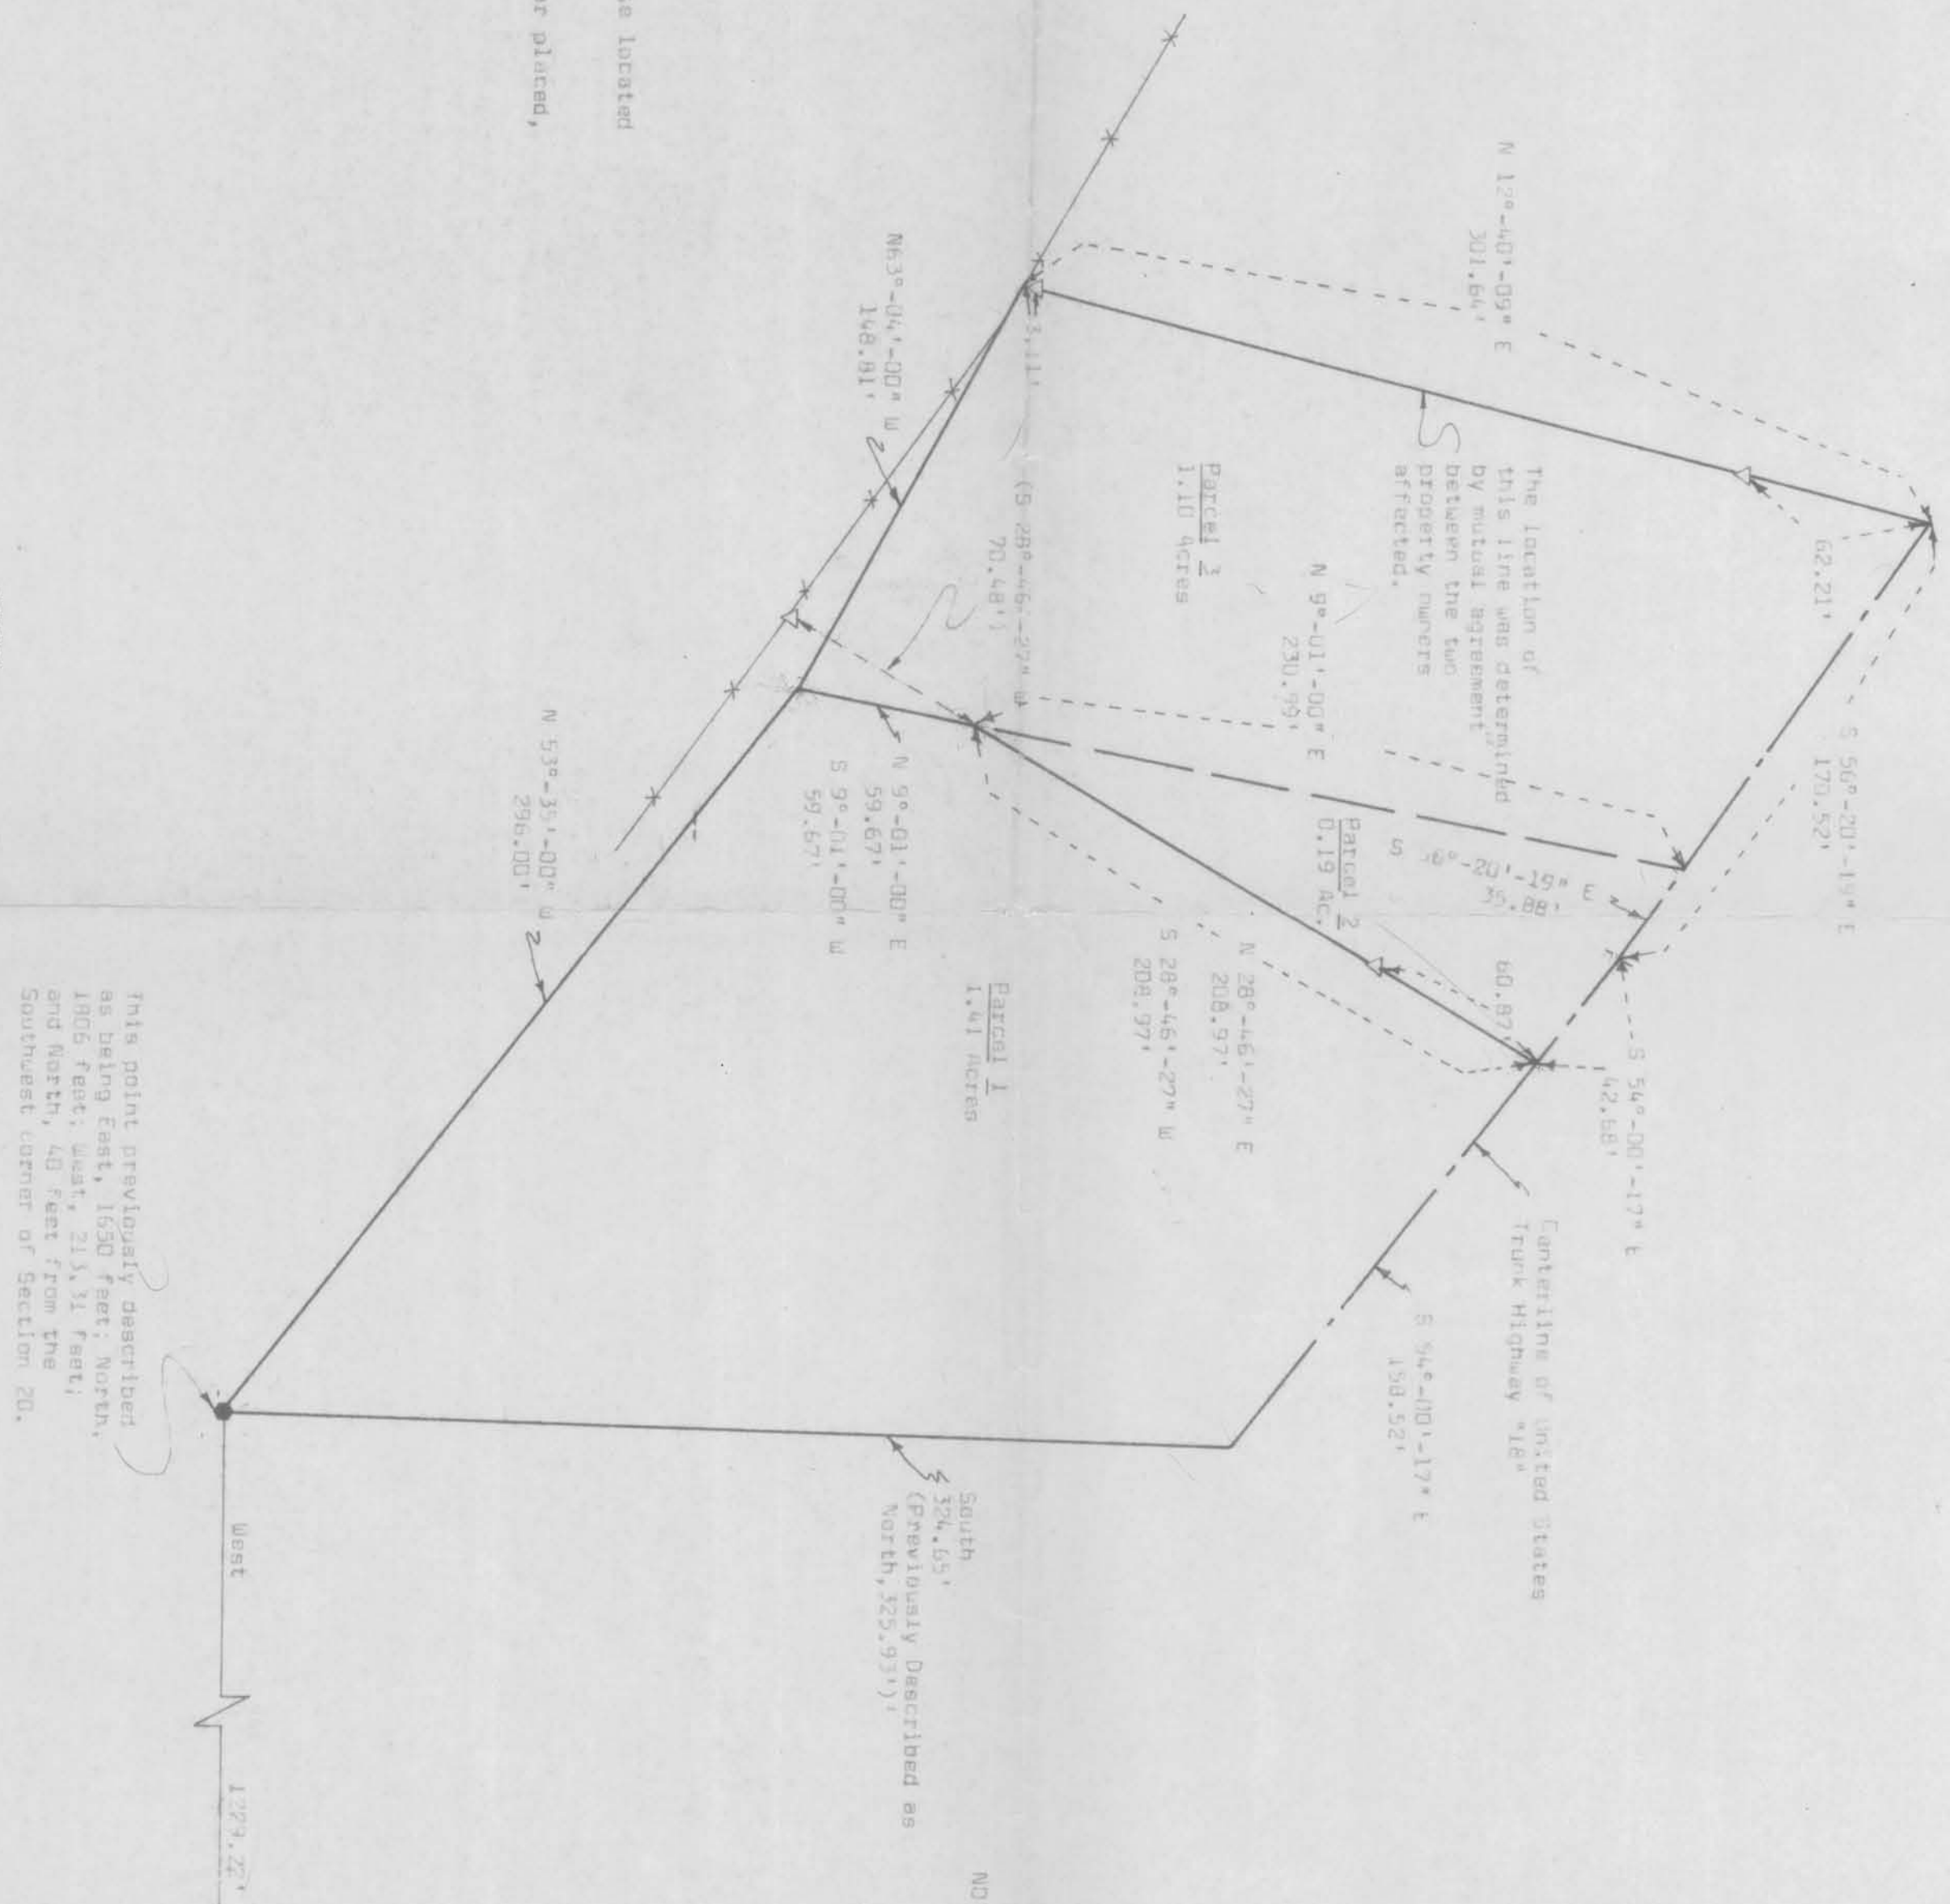 S 56°-20'-19" E
170.52'
62.21'
N 12°-40'-09" E
301.64'
The location of
this line was determined
by mutual agreement
between the two
property owners
affected.
S 54°-00'-17" E
42.68'
Centerline of United States
Trunk Highway "18"
60.87'
S 56°-20'-19" E
35.88'
S 54°-00'-17" E
158.52'
N 9°-01'-00" E
230.99'
Parcel 2
0.19 Ac.
Parcel 3
1.10 Acres
N 28°-46'-27" E
208.97'
S 28°-46'-27" W
208.97'
3.11'
(S 28°-46'-27" W
70.48')
Parcel 1
1.41 Acres
South
324.65'
(Previously Described as
North, 325.93')
NO
N63°-04'-00" W
148.81'
N 9°-01'-00" E
59.67'
S 9°-01'-00" W
59.67'
located
placed,
N 53°-35'-00" W
296.00'
West
1229.22'
This point previously described
as being East, 1650 feet; North,
1806 feet; West, 213.31 feet;
and North, 40 feet from the
Southwest corner of Section 20.